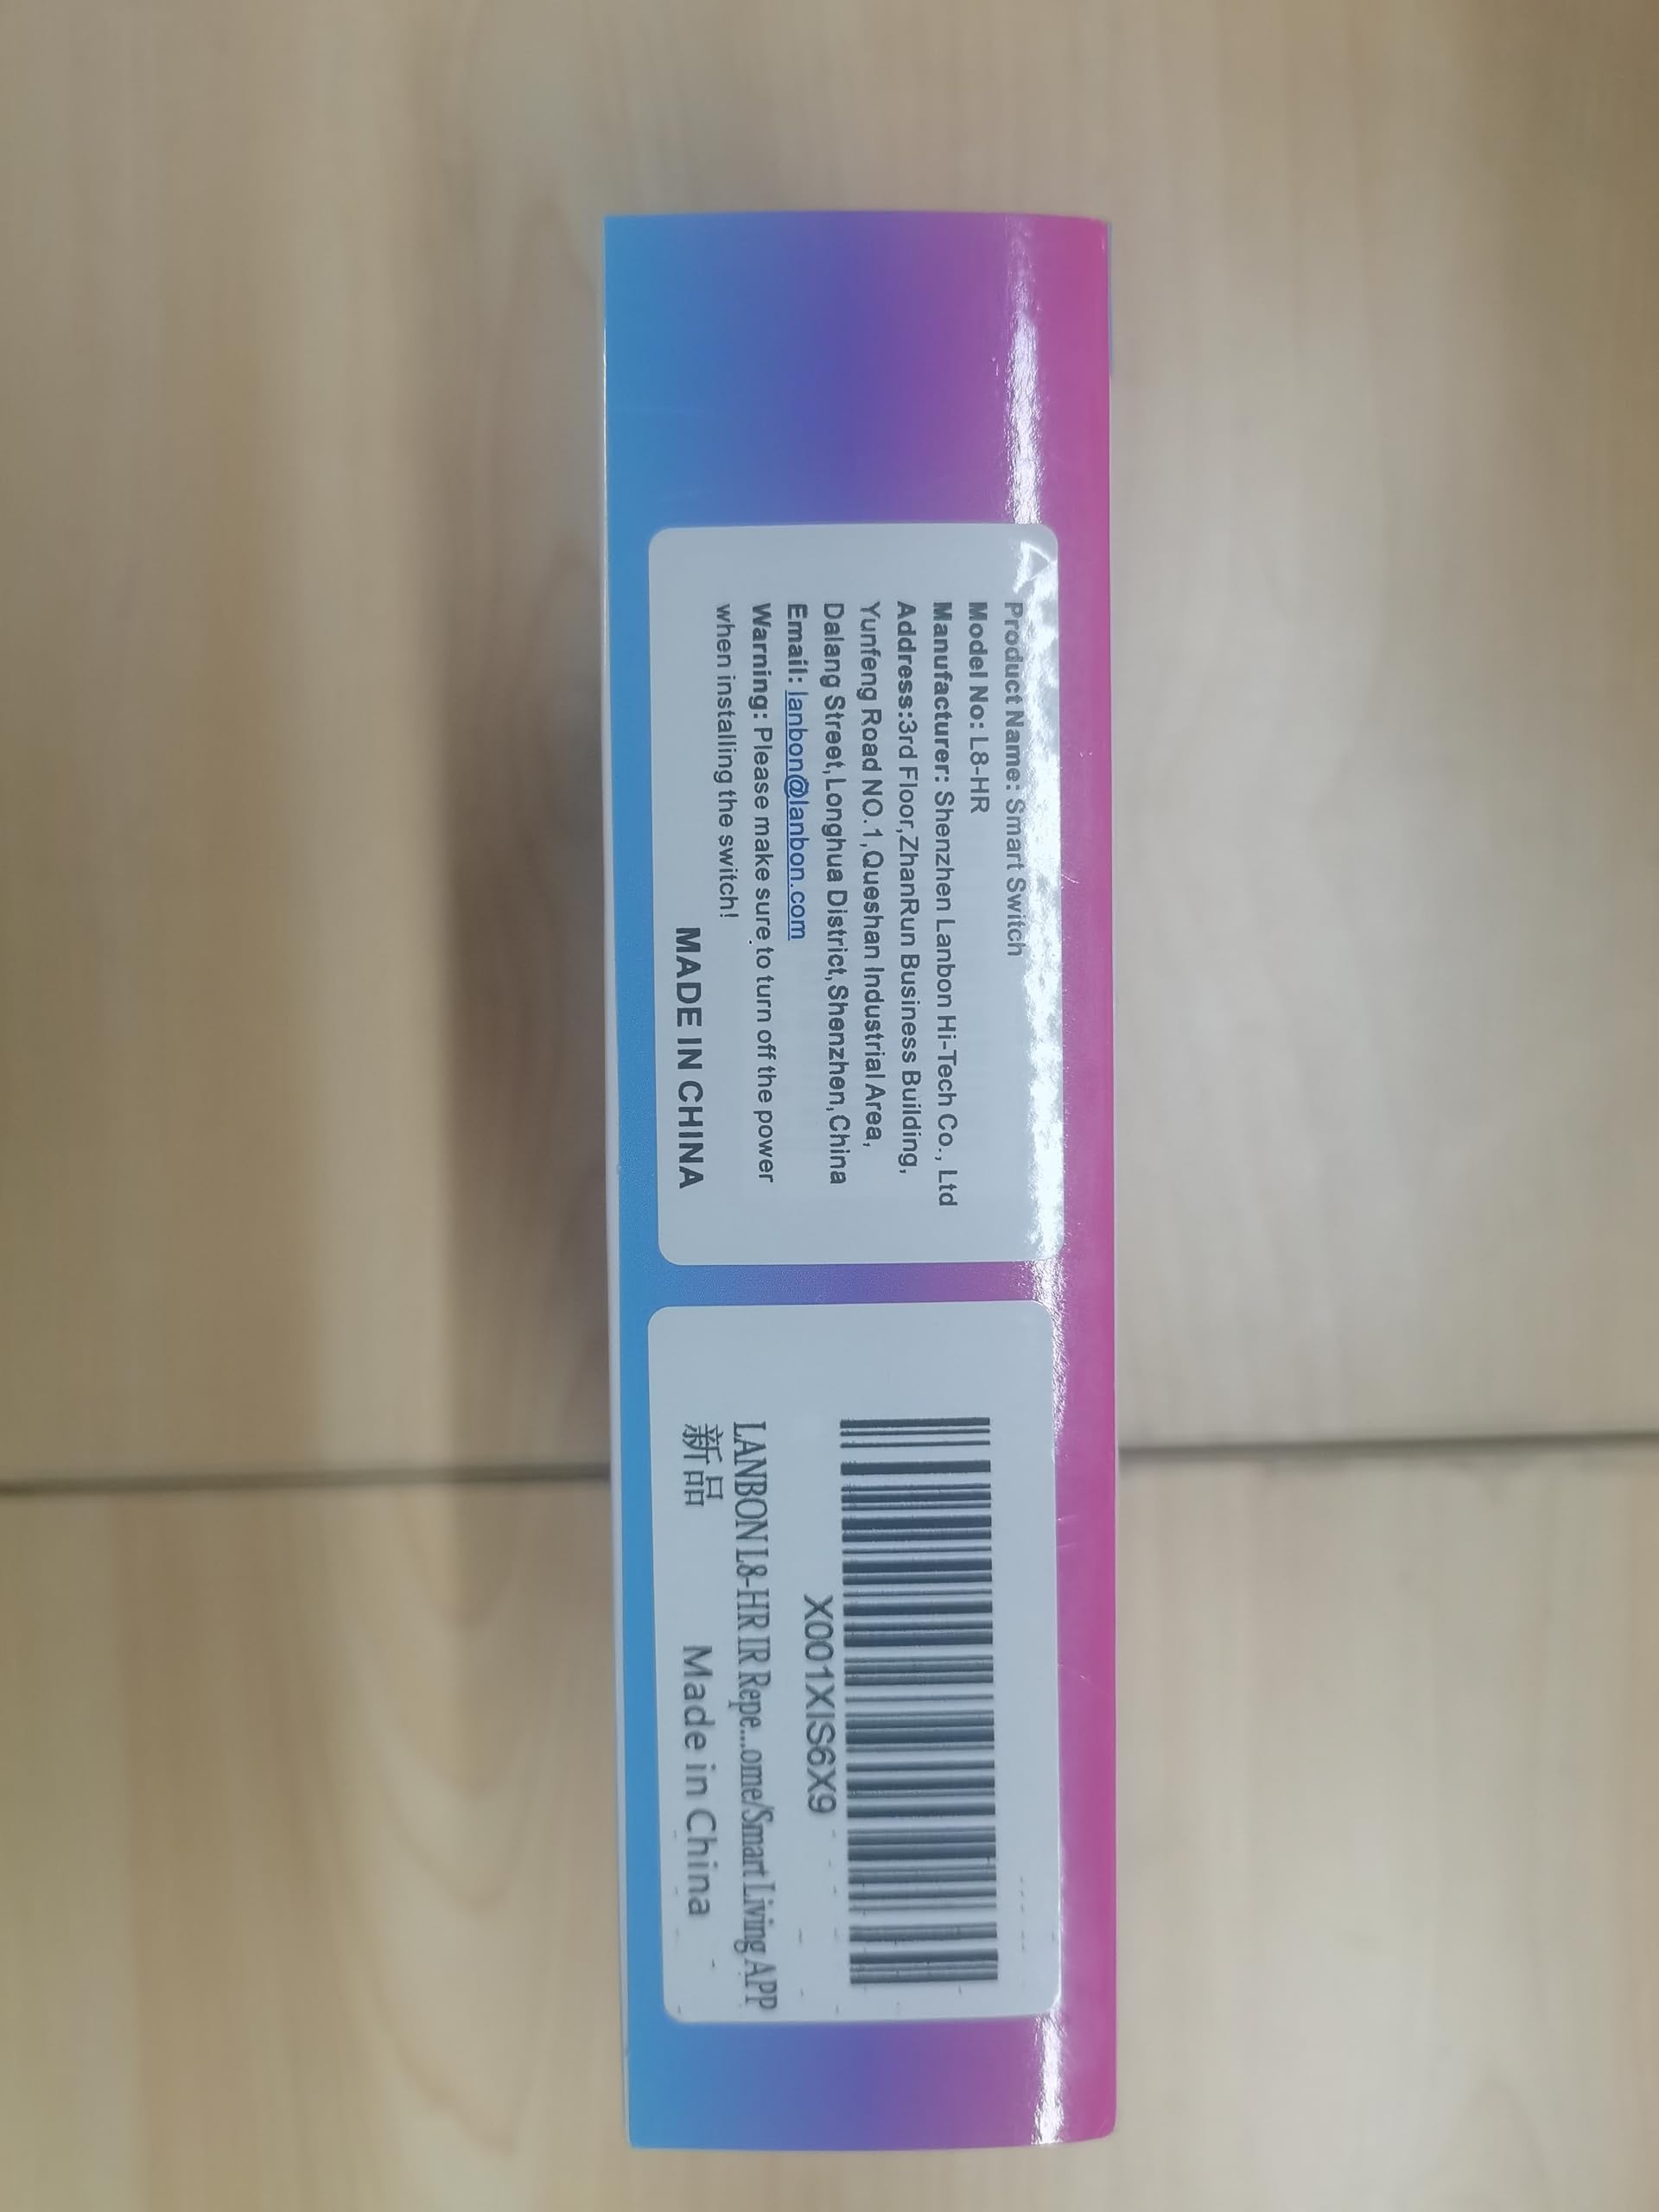 Product Name: Smart Switch
Model No: L8-HR
Manufacturer: Shenzhen Lanbon Hi-Tech Co., Ltd
Address:3rd Floor,ZhanRun Business Building,
Yunfeng Road NO.1,Queshan Industrial Area,
Dalang Street,Longhua District,Shenzhen,China
Email: lanbon@lanbon.com
Warning: Please make sure to turn off the power
when installing the switch!
MADE IN CHINA
X001XIS6X9
LANBON L8-HR IR Repe...ome/Smart Living APP
新品 Made in China